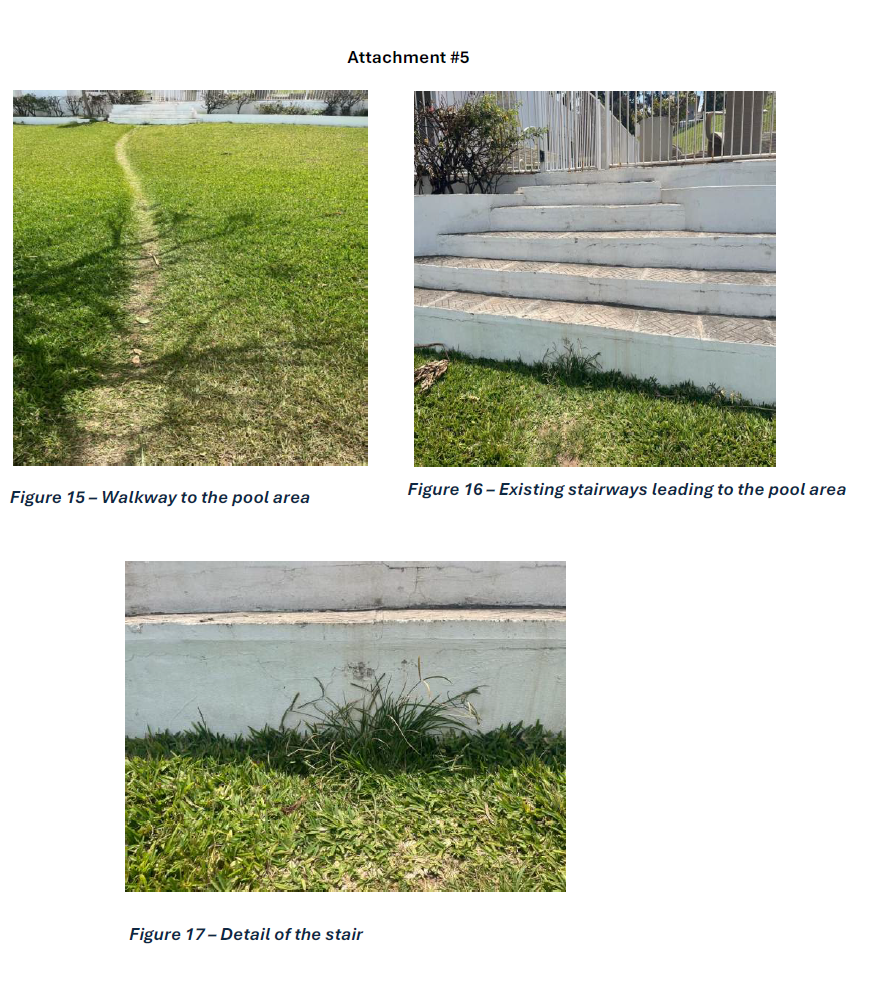 Attachment #5
Figure 15 – Walkway to the pool area
Figure 16 – Existing stairways leading to the pool area
Figure 17 – Detail of the stair